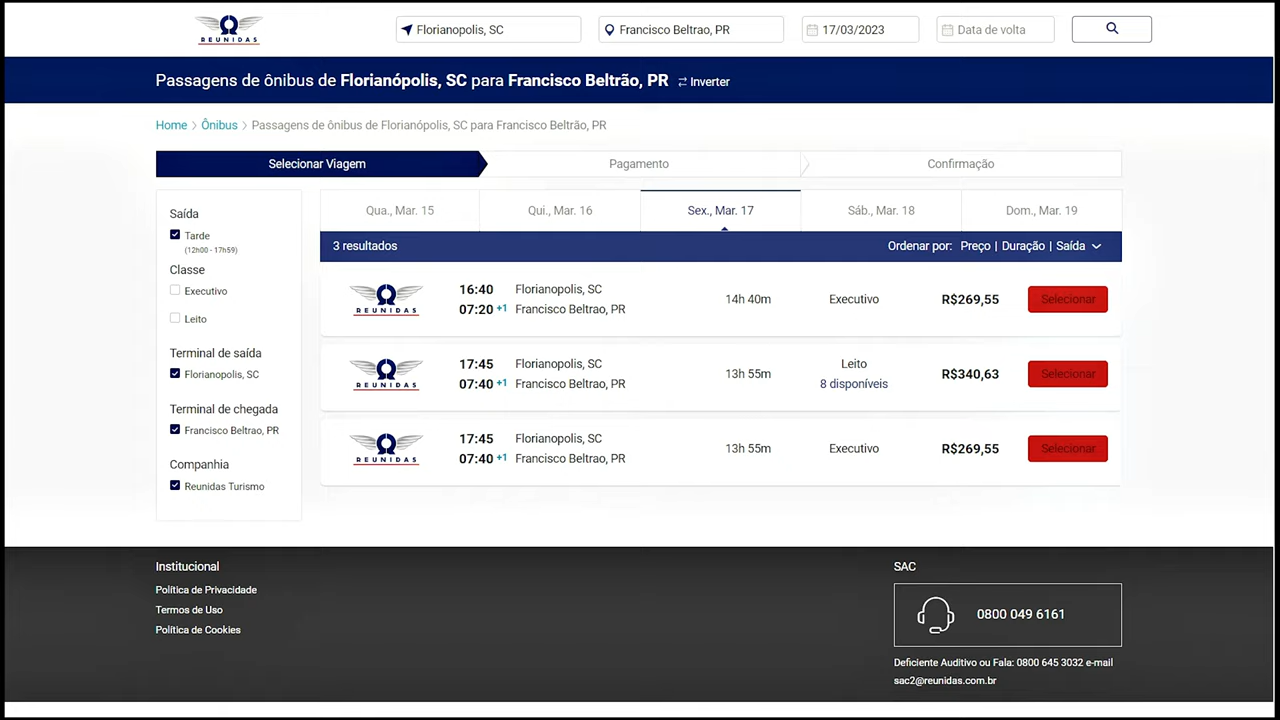 REUNIDAS
Florianopolis, SC
Francisco Beltrao, PR
17/03/2023
Data de volta
Passagens de ônibus de Florianópolis, SC para Francisco Beltrão, PR
Inverter
Home
Ônibus
Passagens de ônibus de Florianópolis, SC para Francisco Beltrão, PR
Selecionar Viagem
Pagamento
Confirmação
Saída
Tarde
(12h00 - 17h59)
Classe
Executivo
Leito
Terminal de saída
Florianopolis, SC
Terminal de chegada
Francisco Beltrao, PR
Companhia
Reunidas Turismo
Qua., Mar. 15
Qui., Mar. 16
Sex., Mar. 17
Sáb., Mar. 18
Dom., Mar. 19
3 resultados
Ordenar por: Preço | Duração | Saída
REUNIDAS
16:40 Florianopolis, SC
07:20 +1 Francisco Beltrao, PR
14h 40m
Executivo
R$269,55
Selecionar
REUNIDAS
17:45 Florianopolis, SC
07:40 +1 Francisco Beltrao, PR
13h 55m
Leito
8 disponíveis
R$340,63
Selecionar
REUNIDAS
17:45 Florianopolis, SC
07:40 +1 Francisco Beltrao, PR
13h 55m
Executivo
R$269,55
Selecionar
Institucional
Política de Privacidade
Termos de Uso
Política de Cookies
SAC
0800 049 6161
Deficiente Auditivo ou Fala: 0800 645 3032 e-mail
sac2@reunidas.com.br